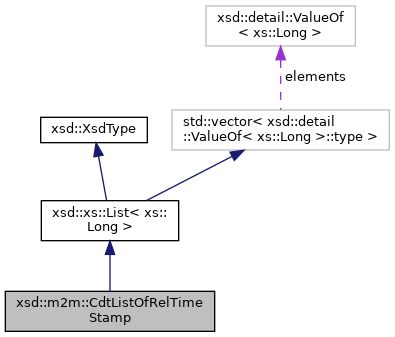 xsd::detail::ValueOf
< xs::Long >
elements
xsd::XsdType
std::vector< xsd::detail
::ValueOf< xs::Long >::type >
xsd::xs::List< xs::
Long >
xsd::m2m::CdtListOfRelTime
Stamp